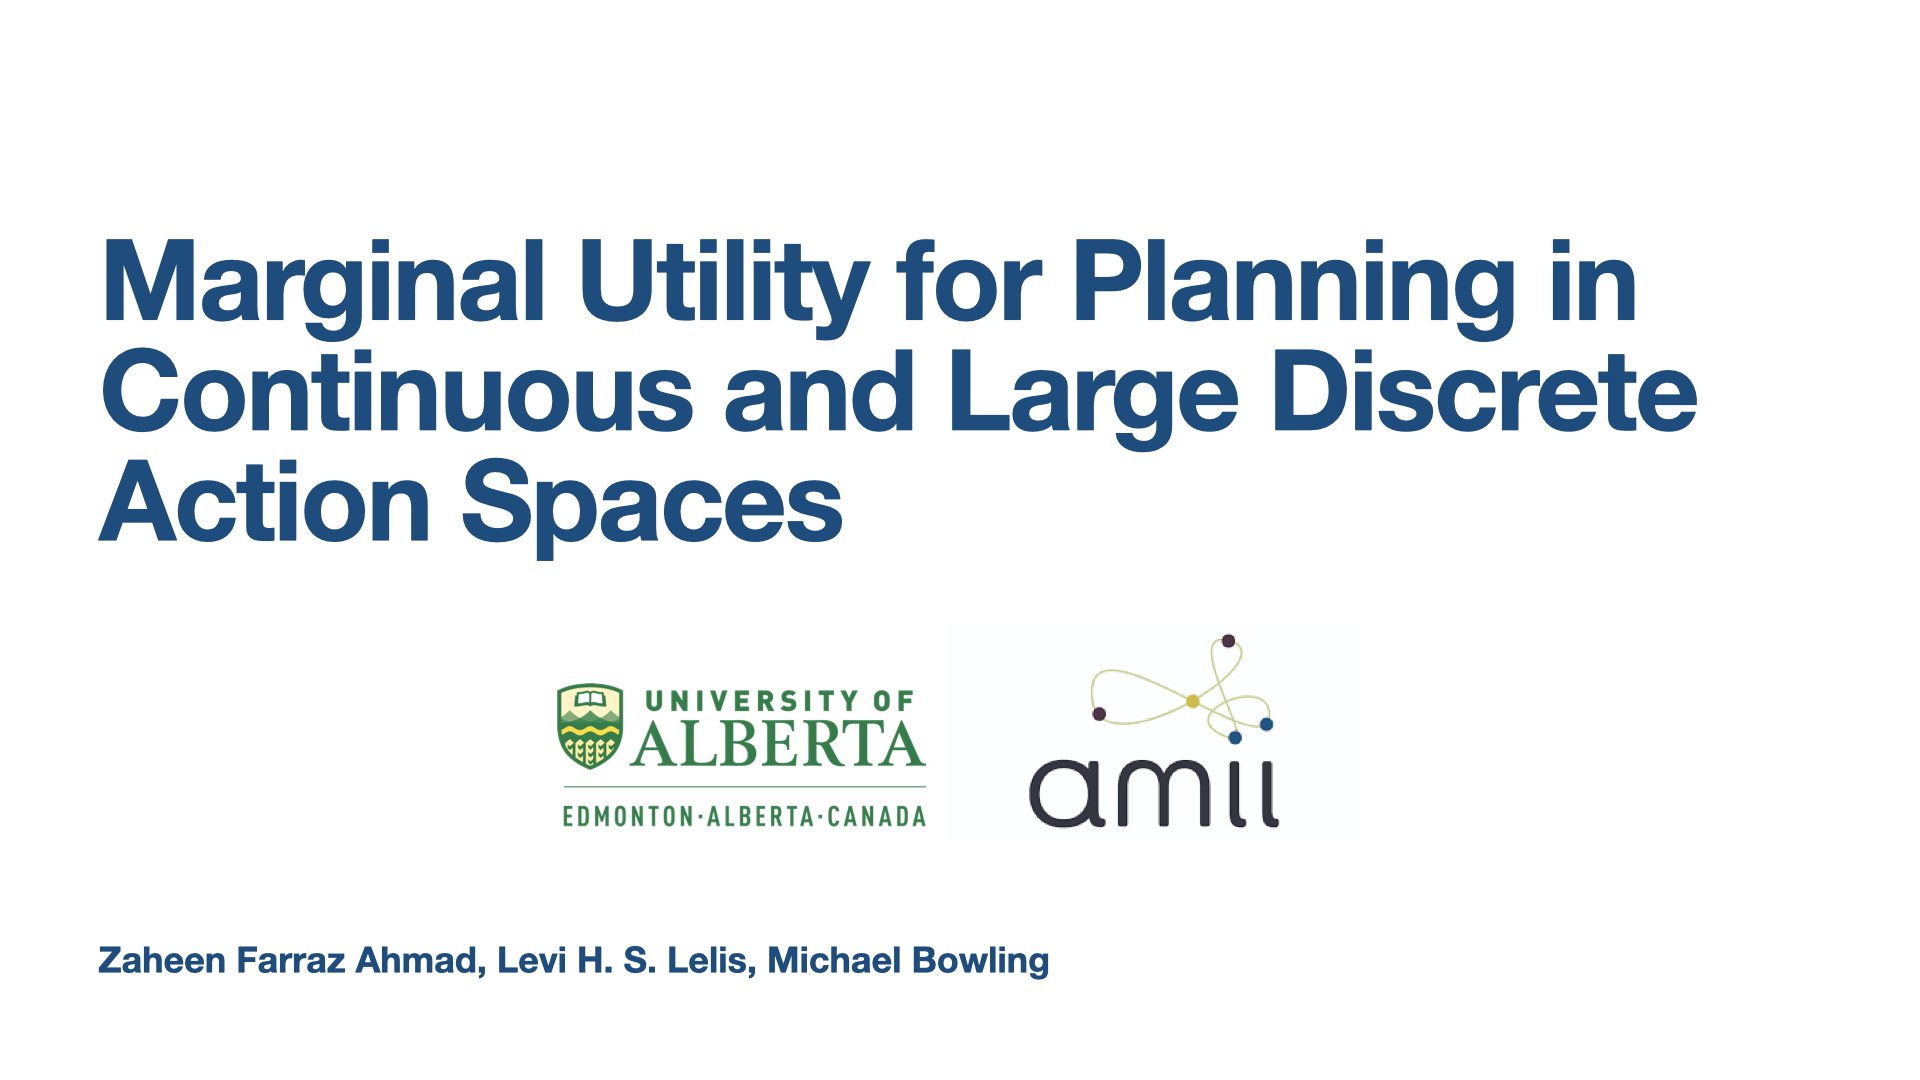 Marginal Utility for Planning in
Continuous and Large Discrete
Action Spaces
UNIVERSITY OF
ALBERTA
EDMONTON·ALBERTA·CANADA
amii
Zaheen Farraz Ahmad, Levi H. S. Lelis, Michael Bowling